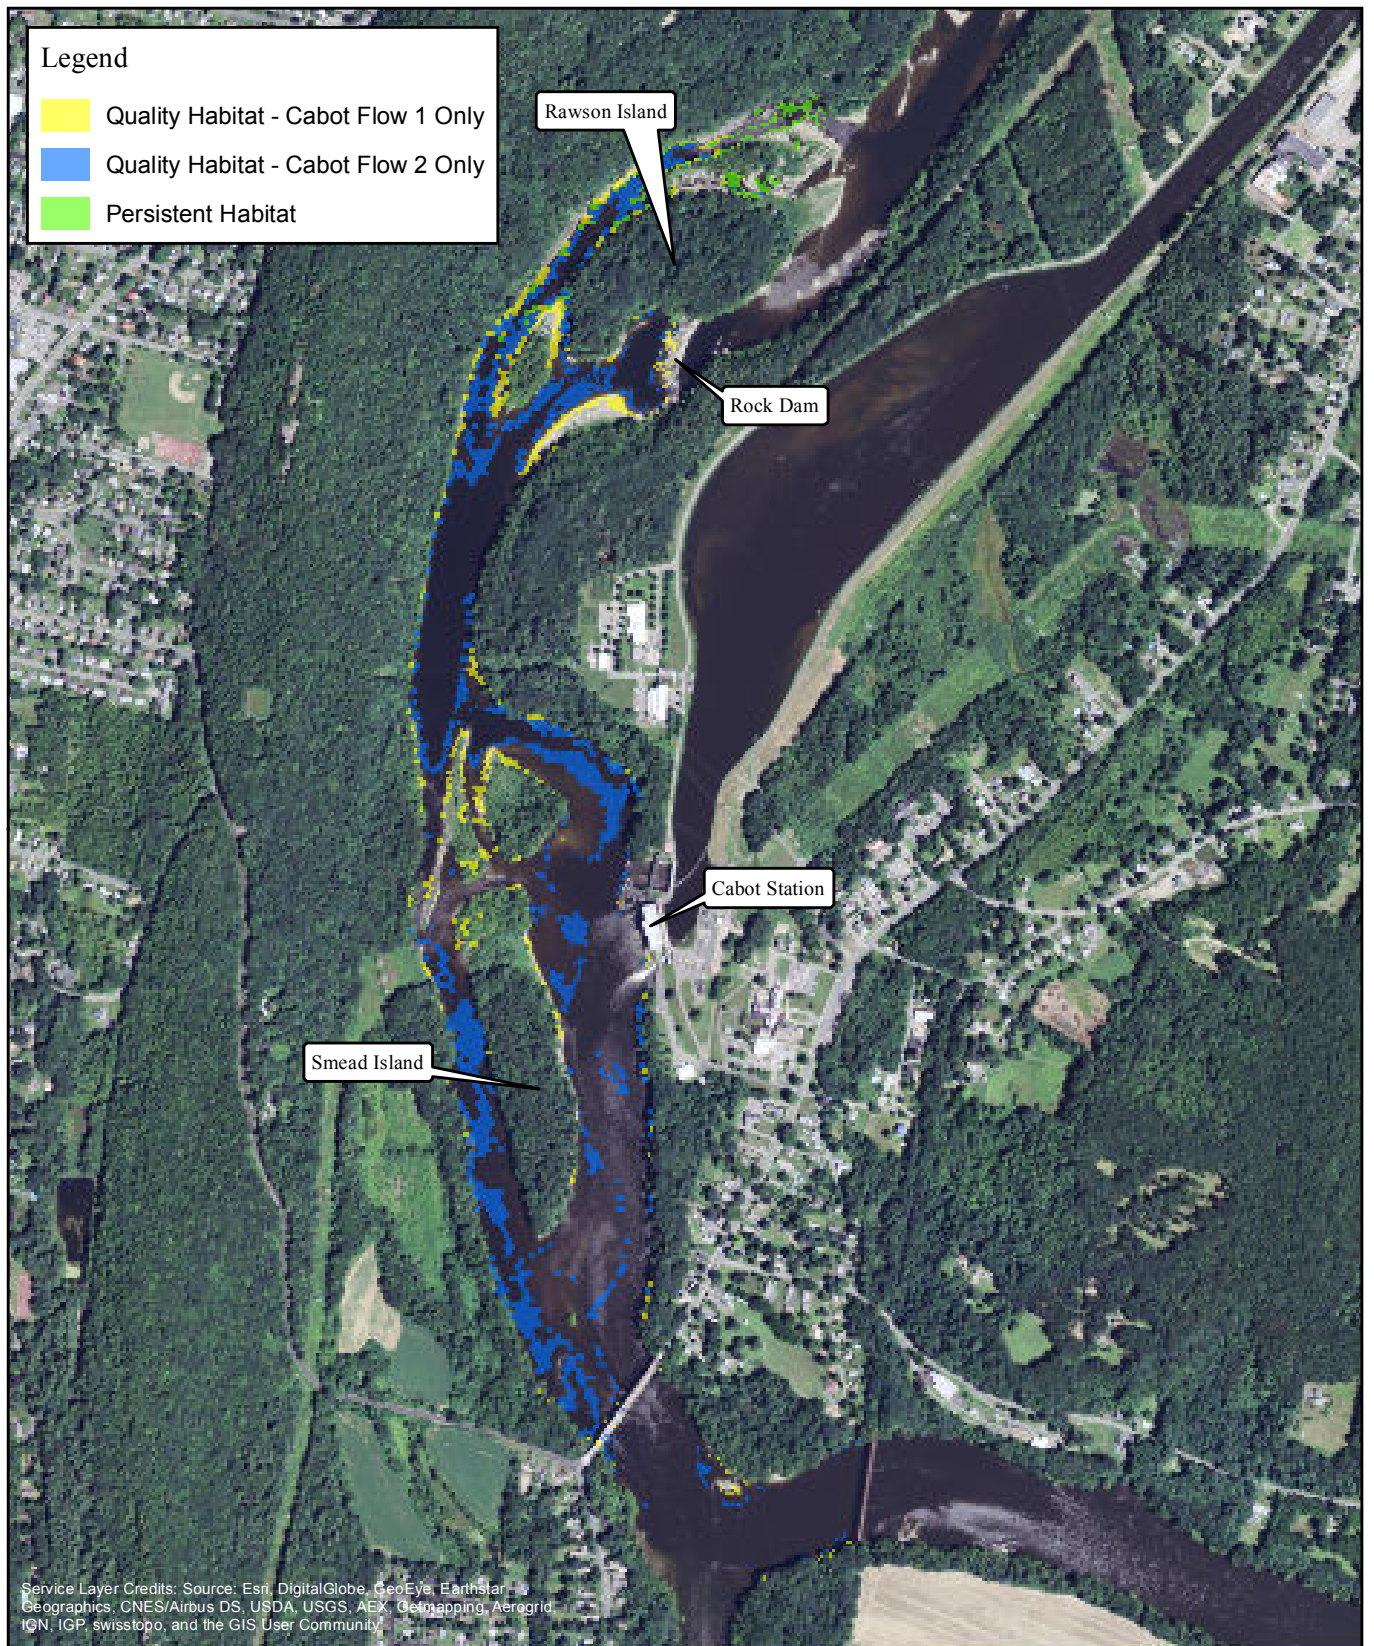 Legend
Quality Habitat - Cabot Flow 1 Only
Quality Habitat - Cabot Flow 2 Only
Persistent Habitat
Rawson Island
Rock Dam
Cabot Station
Smead Island
Service Layer Credits: Source: Esri, DigitalGlobe, GeoEye, Earthstar
Geographics, CNES/Airbus DS, USDA, USGS, AEX, Getmapping, Aerogrid,
IGN, IGP, swisstopo, and the GIS User Community